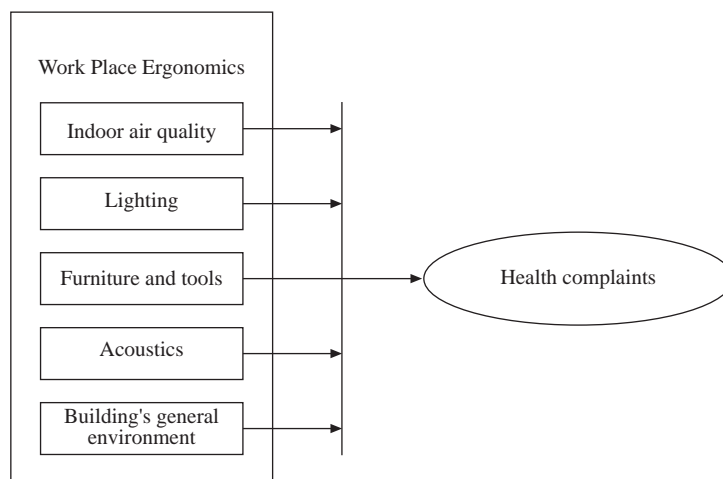 Work Place Ergonomics
Indoor air quality
Lighting
Furniture and tools
Health complaints
Acoustics
Building's general
environment